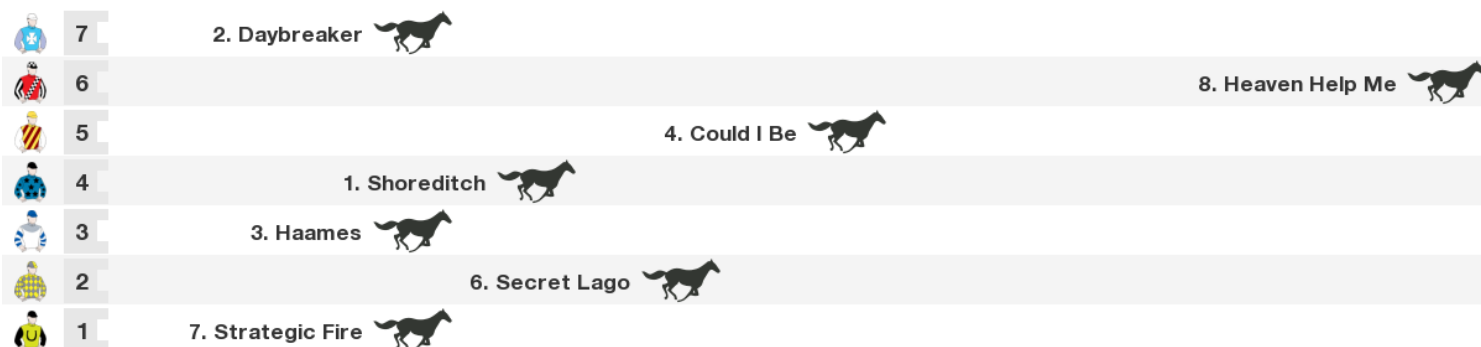 7 2. Daybreaker
6 8. Heaven Help Me
5 4. Could I Be
4 1. Shoreditch
3 3. Haames
2 6. Secret Lago
1 7. Strategic Fire